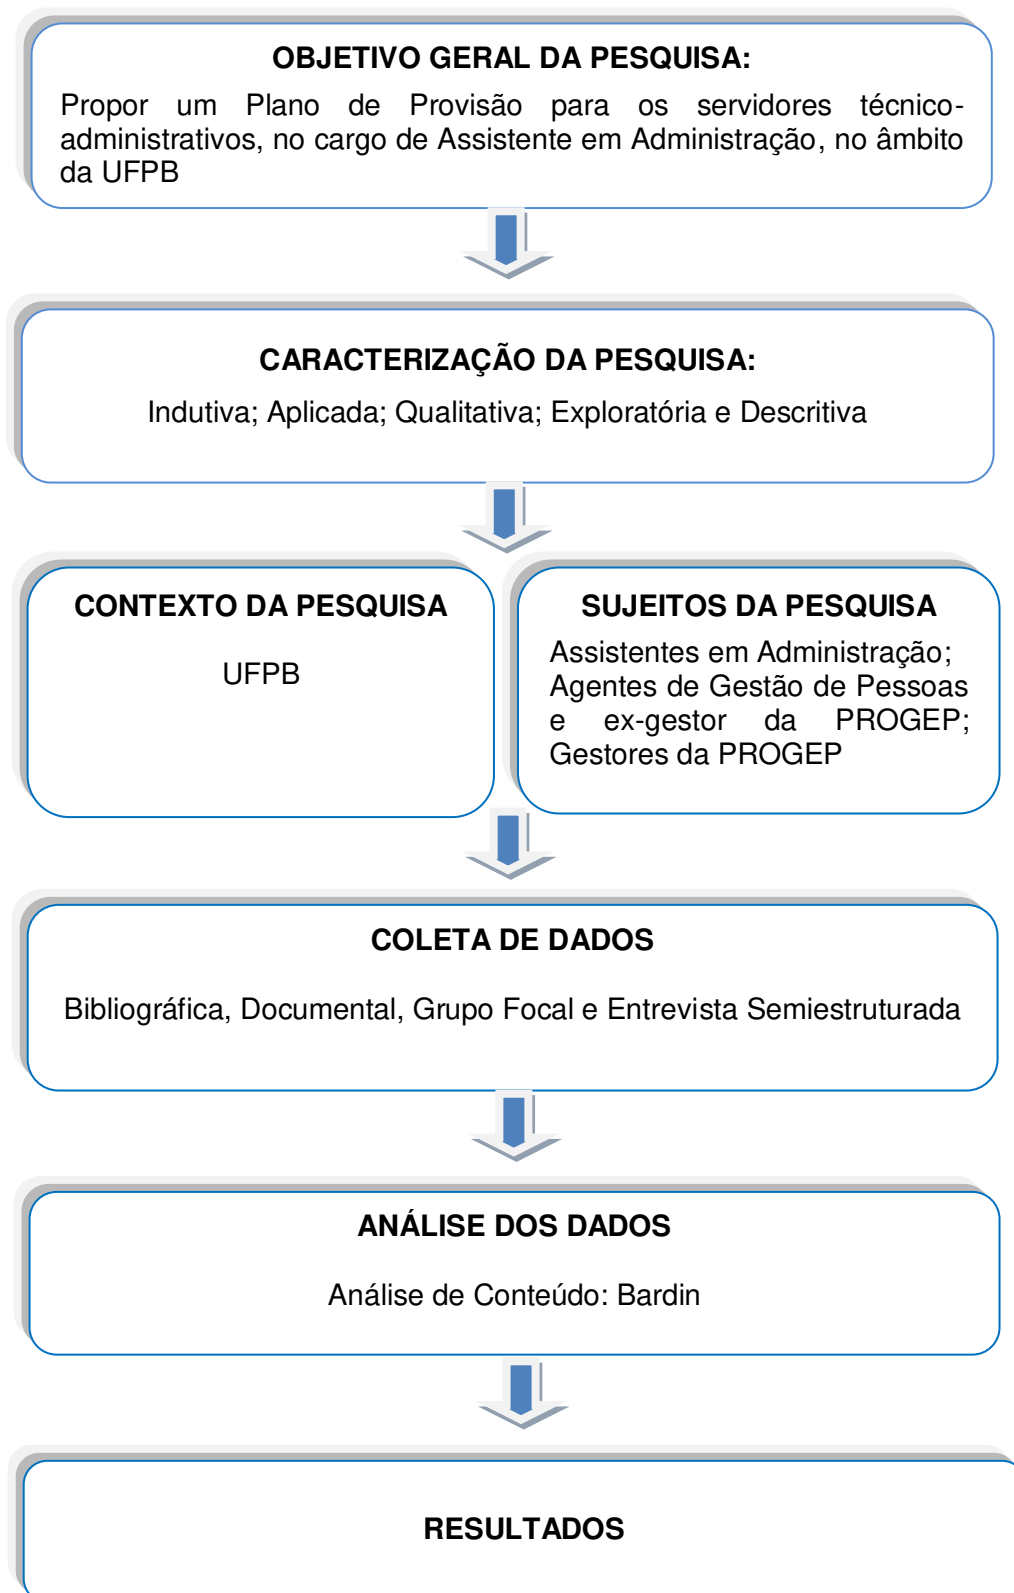 OBJETIVO GERAL DA PESQUISA:
Propor um Plano de Provisão para os servidores técnico-
administrativos, no cargo de Assistente em Administração, no âmbito
da UFPB
CARACTERIZAÇÃO DA PESQUISA:
Indutiva; Aplicada; Qualitativa; Exploratória e Descritiva
CONTEXTO DA PESQUISA
UFPB
SUJEITOS DA PESQUISA
Assistentes em Administração;
Agentes de Gestão de Pessoas
e ex-gestor da PROGEP;
Gestores da PROGEP
COLETA DE DADOS
Bibliográfica, Documental, Grupo Focal e Entrevista Semiestruturada
ANÁLISE DOS DADOS
Análise de Conteúdo: Bardin
RESULTADOS